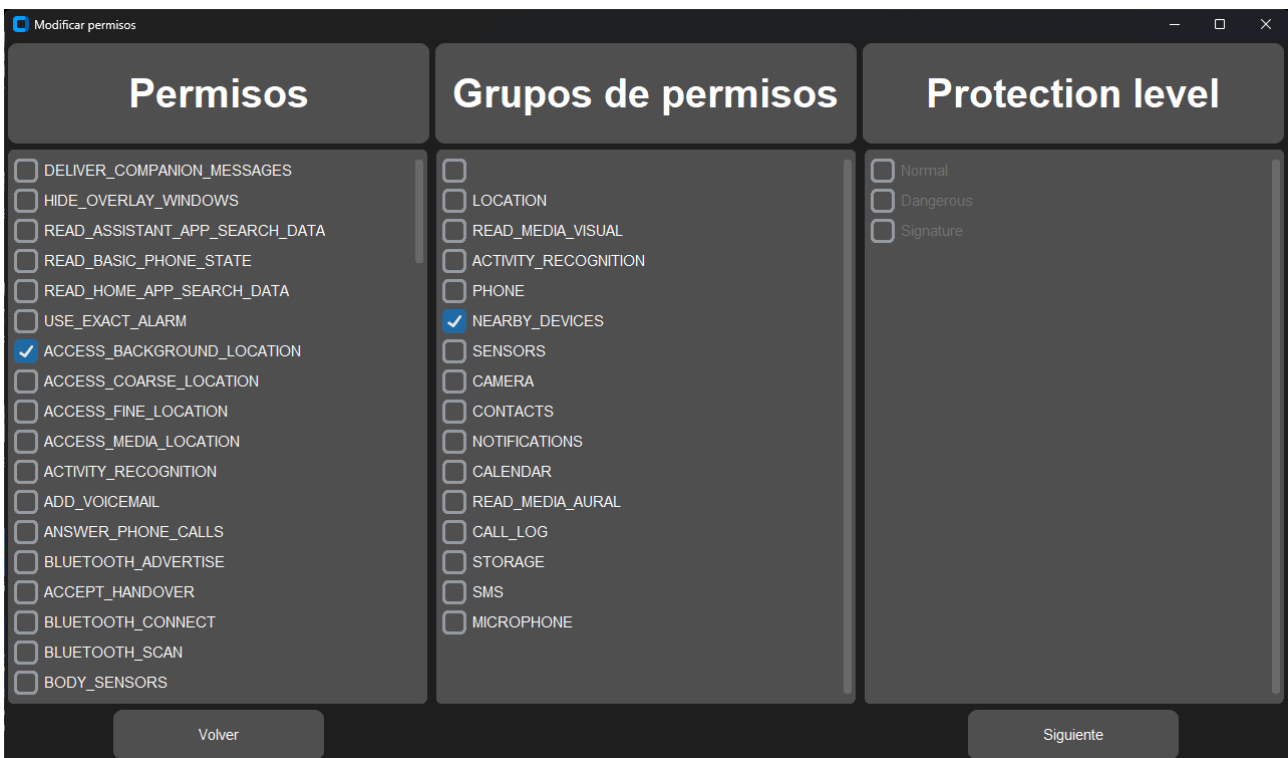 Modificar permisos
Permisos
Grupos de permisos
Protection level
DELIVER_COMPANION_MESSAGES
HIDE_OVERLAY_WINDOWS
READ_ASSISTANT_APP_SEARCH_DATA
READ_BASIC_PHONE_STATE
READ_HOME_APP_SEARCH_DATA
USE_EXACT_ALARM
ACCESS_BACKGROUND_LOCATION
ACCESS_COARSE_LOCATION
ACCESS_FINE_LOCATION
ACCESS_MEDIA_LOCATION
ACTIVITY_RECOGNITION
ADD_VOICEMAIL
ANSWER_PHONE_CALLS
BLUETOOTH_ADVERTISE
ACCEPT_HANDOVER
BLUETOOTH_CONNECT
BLUETOOTH_SCAN
BODY_SENSORS
LOCATION
READ_MEDIA_VISUAL
ACTIVITY_RECOGNITION
PHONE
NEARBY_DEVICES
SENSORS
CAMERA
CONTACTS
NOTIFICATIONS
CALENDAR
READ_MEDIA_AURAL
CALL_LOG
STORAGE
SMS
MICROPHONE
Normal
Dangerous
Signature
Volver
Siguiente